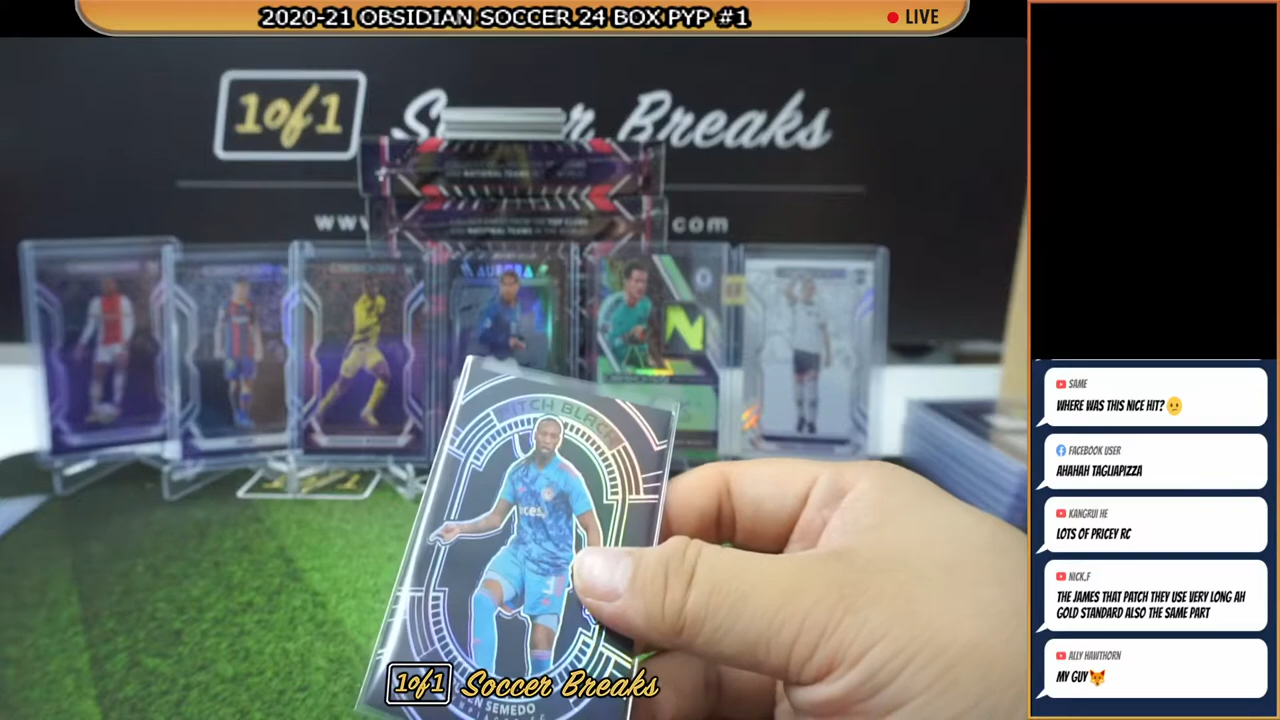 2020-21 OBSIDIAN SOCCER 24 BOX PYP #1
LIVE
1of1 Soccer Breaks
com
AURORA
PITCH BLACK
SEMEDO
1of1 Soccer Breaks
SAME
WHERE WAS THIS NICE HIT? 😕
FACEBOOK USER
AHAHAH TAGLIAPIZZA
KANGRUI HE
LOTS OF PRICEY RC
NICK.F
THE JAMES THAT PATCH THEY USE VERY LONG AH
GOLD STANDARD ALSO THE SAME PART
ALLY HAWTHORN
MY GUY🦊